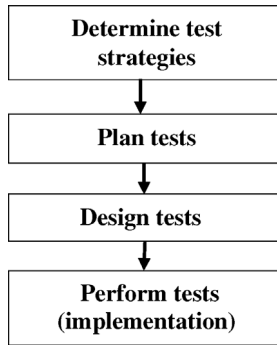 Determine test
strategies
Plan tests
Design tests
Perform tests
(implementation)